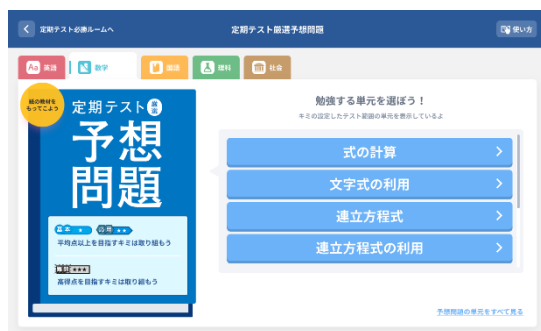 定期テスト必勝ルームへ
定期テスト厳選予想問題
使い方
Aa 英語
数学
国語
理科
社会
紙の教材を
もってこよう
定期テスト厳選
予想
問題
基本 ★ 応用 ★★
平均点以上を目指すキミは取り組もう
難問 ★★★
高得点を目指すキミは取り組もう
勉強する単元を選ぼう！
キミの設定したテスト範囲の単元を表示しているよ
式の計算
文字式の利用
連立方程式
連立方程式の利用
予想問題の単元をすべて見る